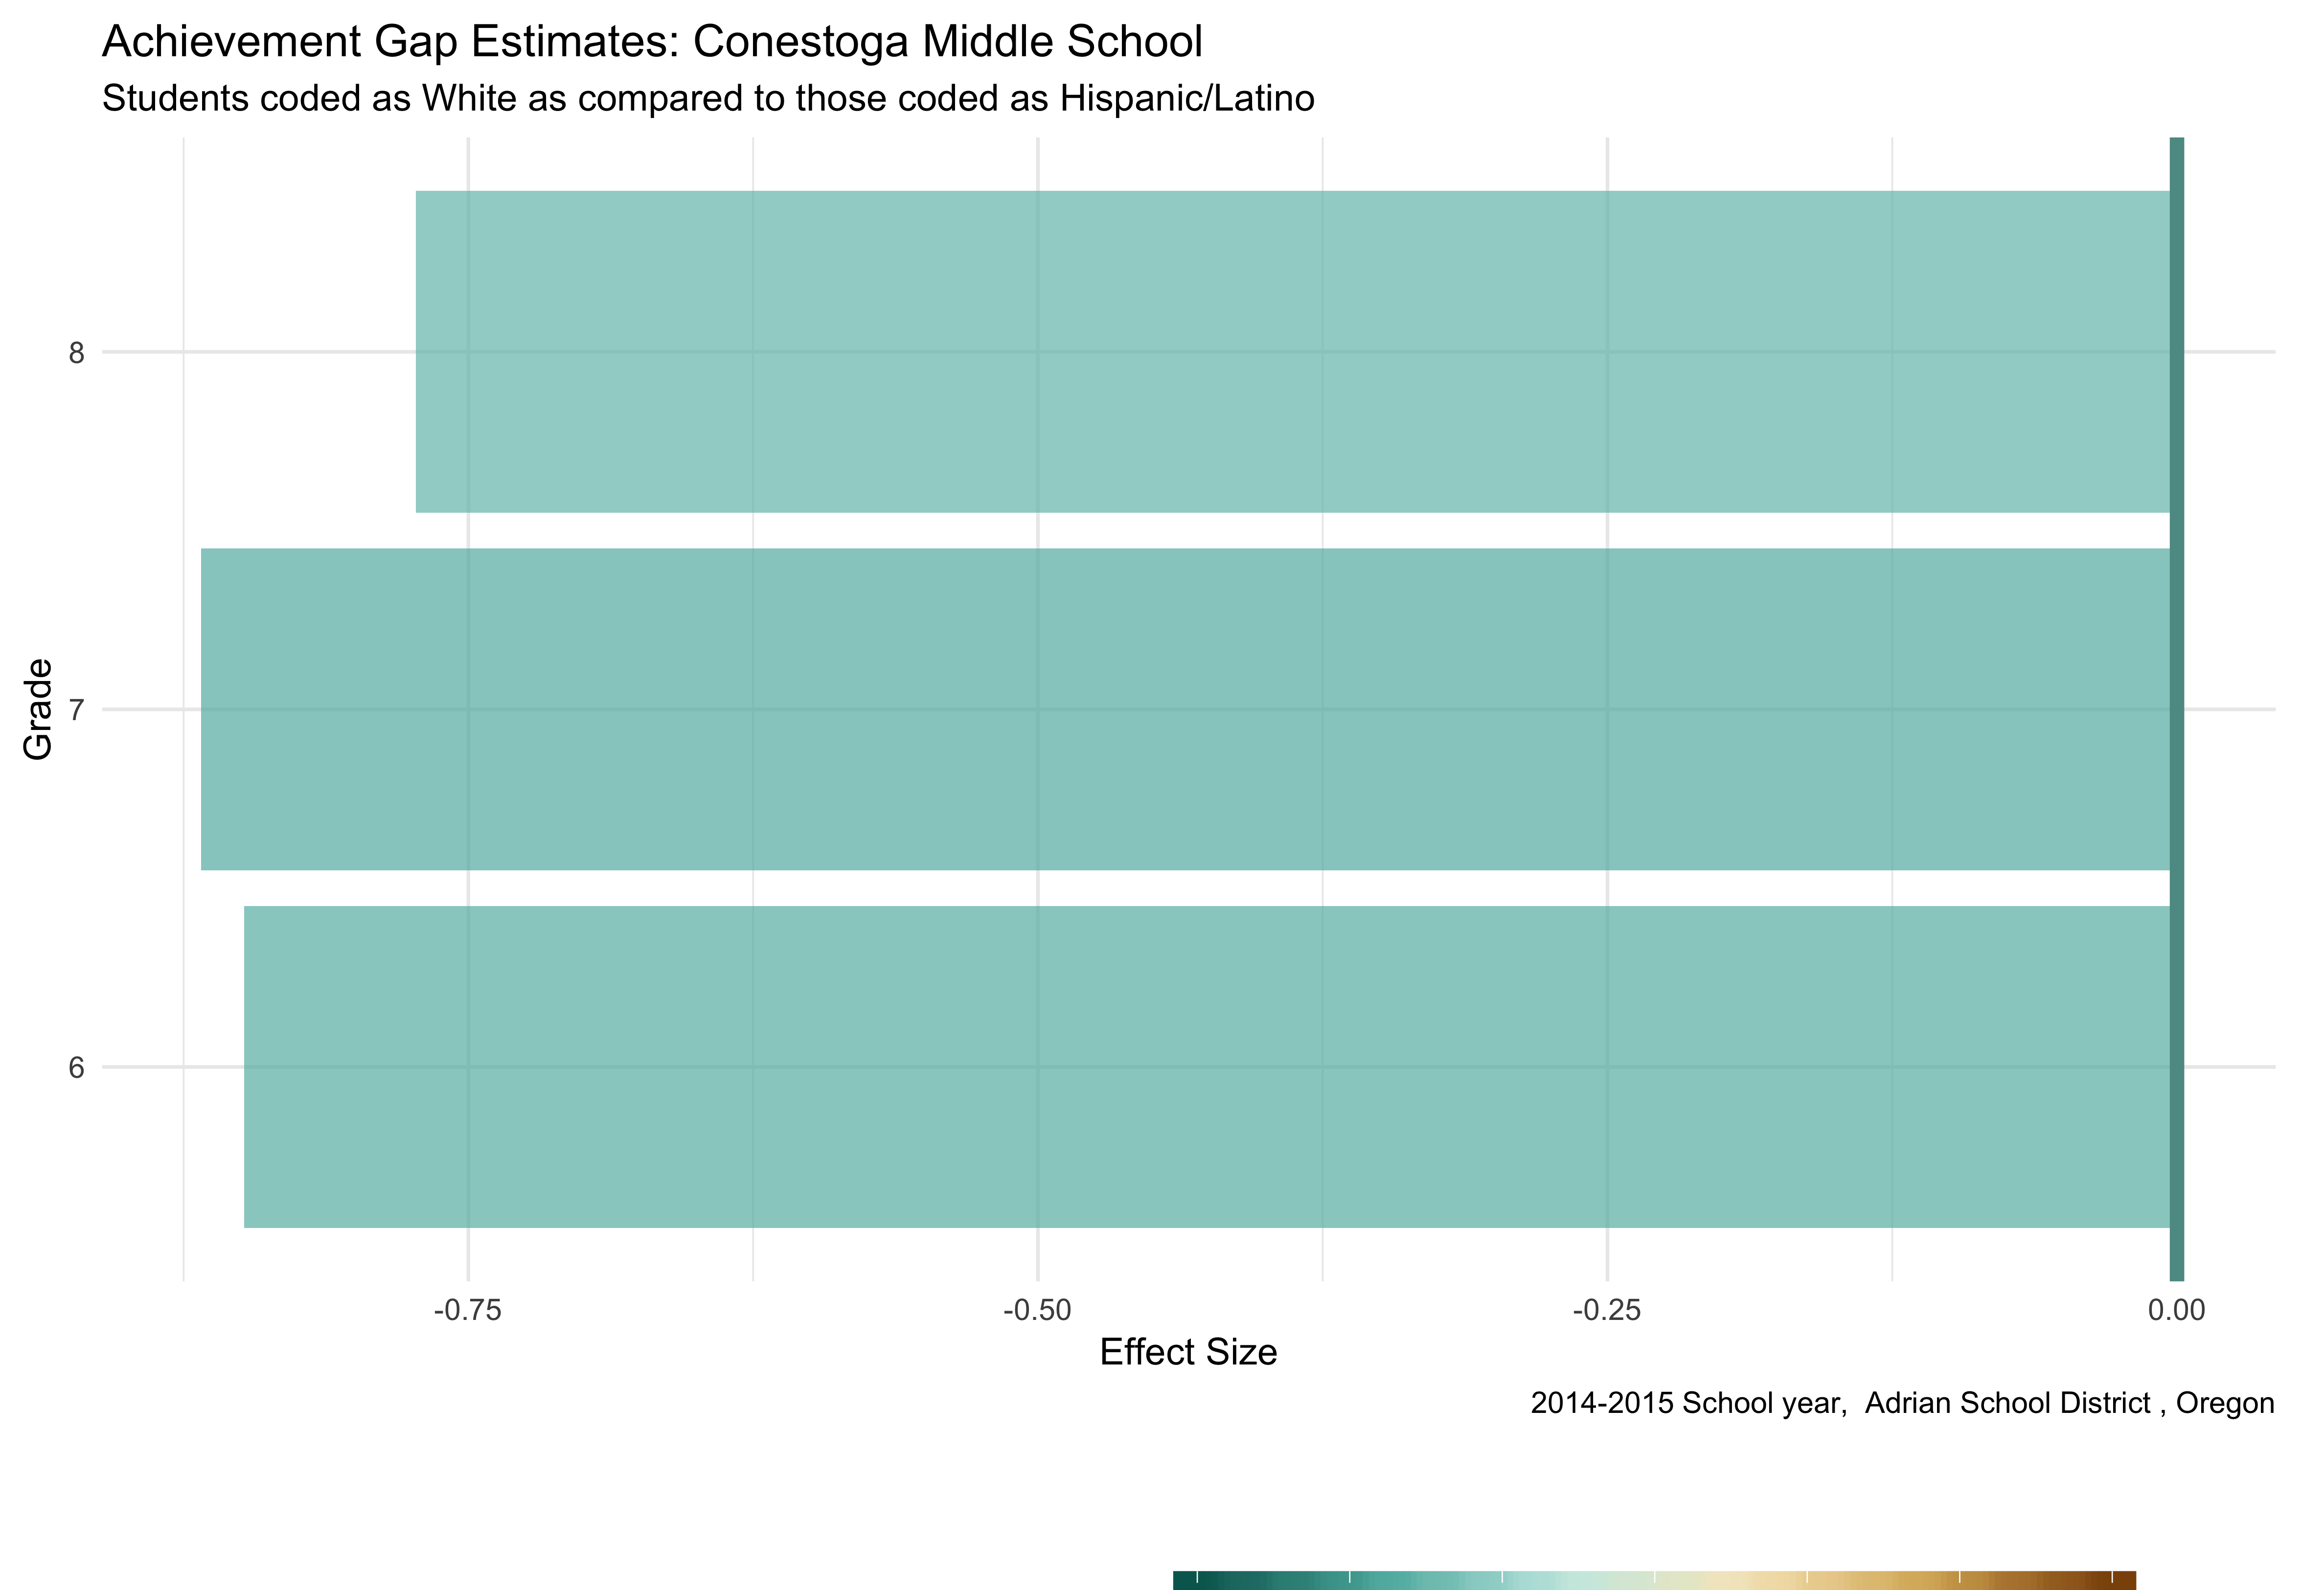 Achievement Gap Estimates: Conestoga Middle School
Students coded as White as compared to those coded as Hispanic/Latino
8
7
6
Grade
-0.75 -0.50 -0.25 0.00
Effect Size
2014-2015 School year,  Adrian School District , Oregon